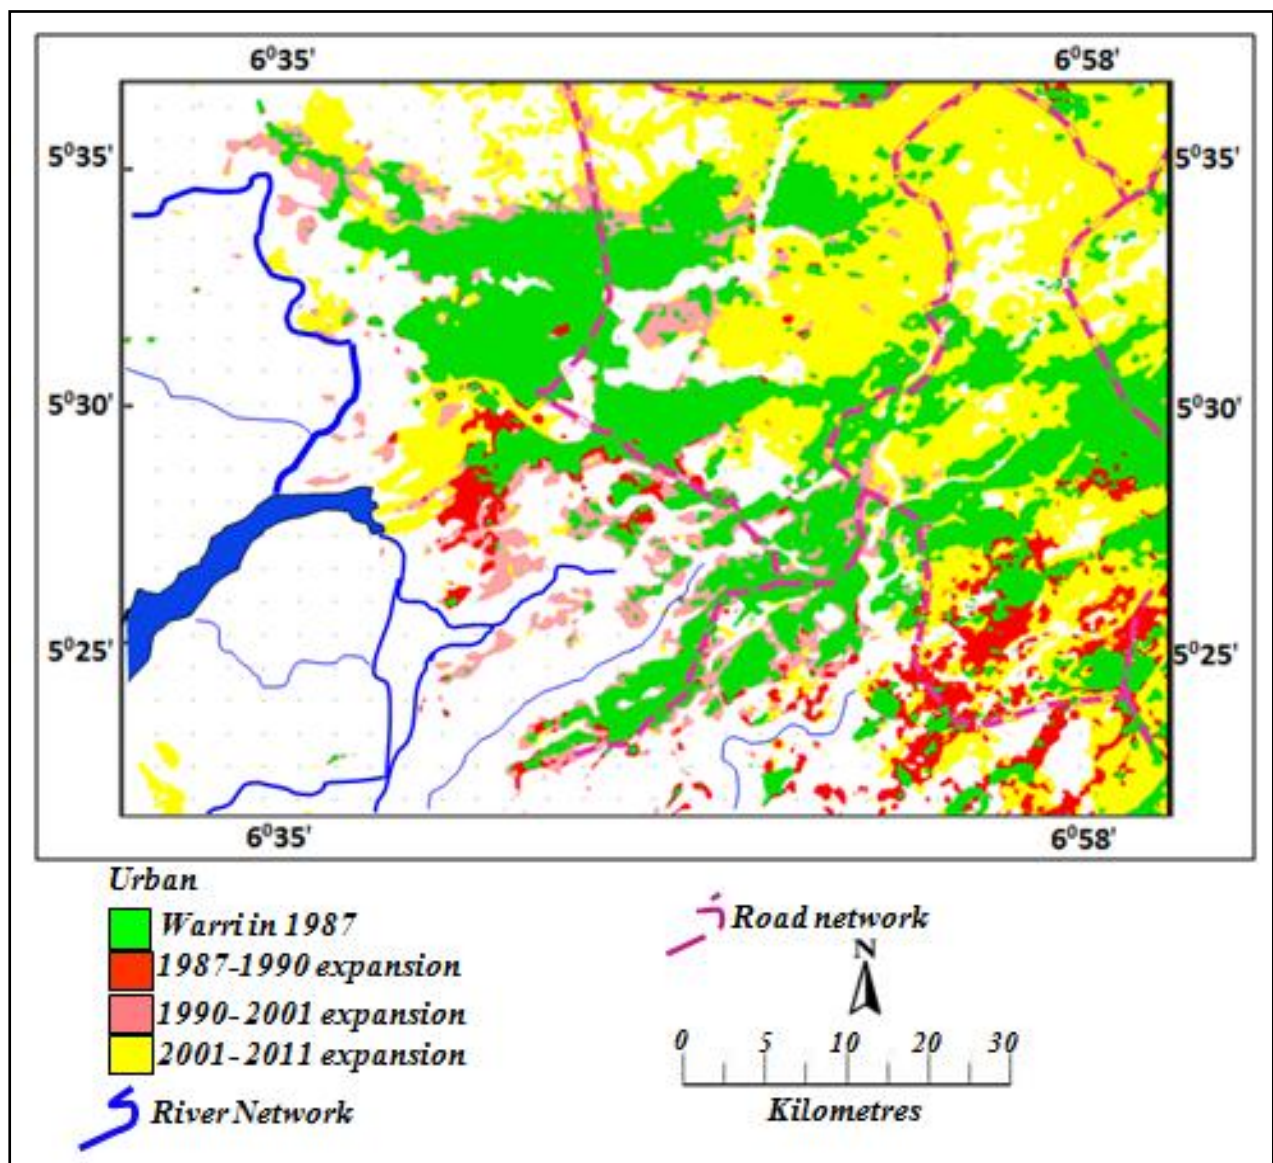 6⁰35' 6⁰58'
5⁰35' 5⁰35'
5⁰30' 5⁰30'
5⁰25' 5⁰25'
6⁰35' 6⁰58'
Urban
Warri in 1987
1987-1990 expansion
1990-2001 expansion
2001-2011 expansion
River Network
Road network
N
0 5 10 20 30
Kilometres